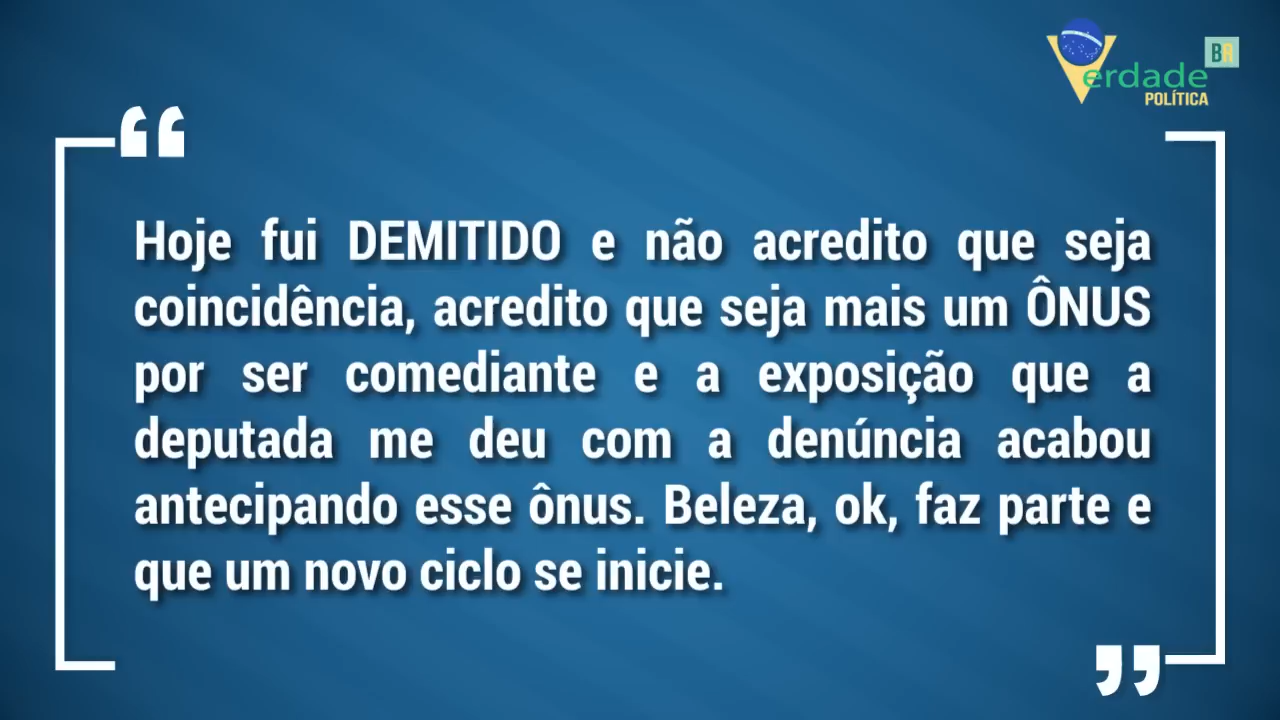 Verdade
BR
POLÍTICA
“
Hoje fui DEMITIDO e não acredito que seja
coincidência, acredito que seja mais um ÔNUS
por ser comediante e a exposição que a
deputada me deu com a denúncia acabou
antecipando esse ônus. Beleza, ok, faz parte e
que um novo ciclo se inicie.
”